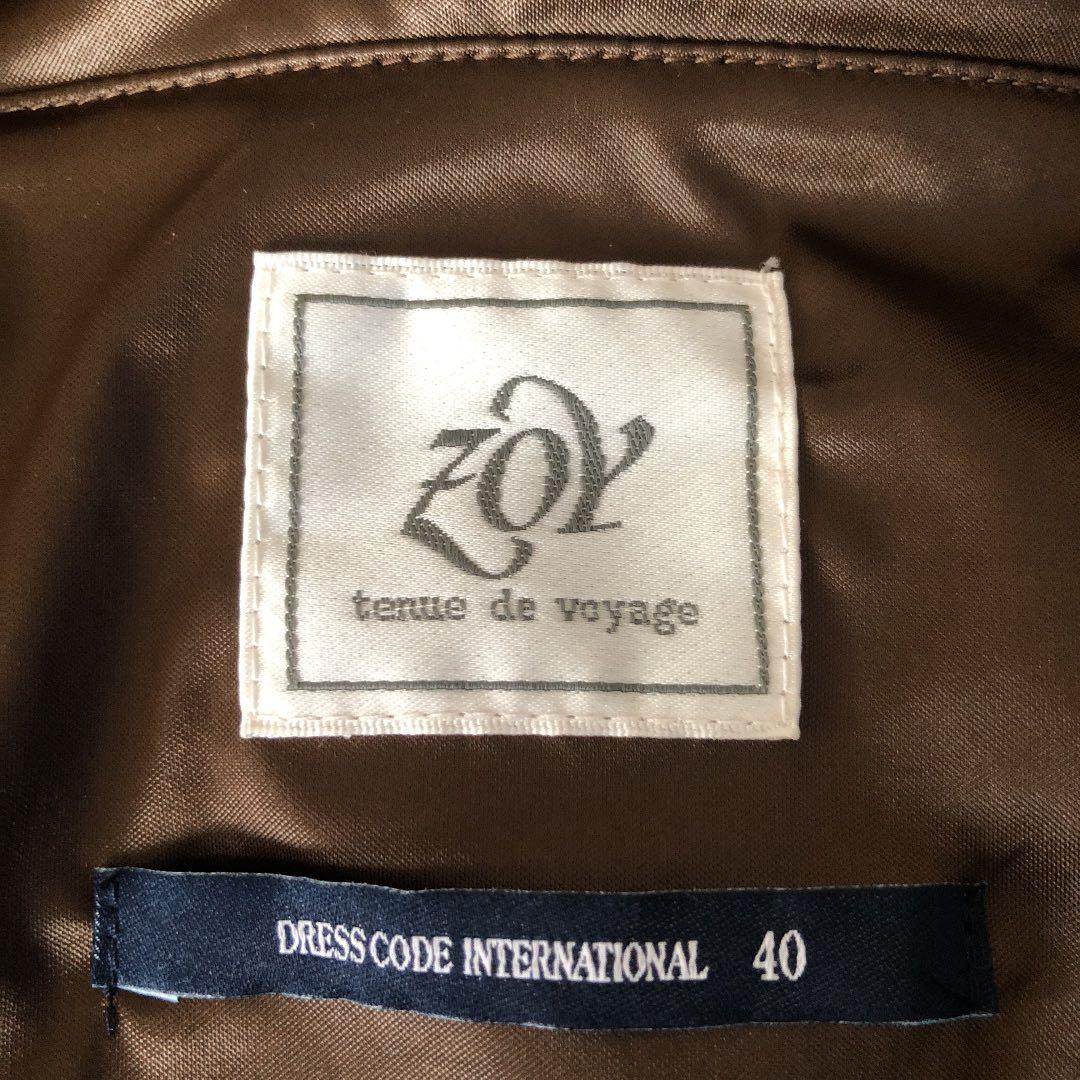 ZOY
tenue de voyage
DRESS CODE INTERNATIONAL 40